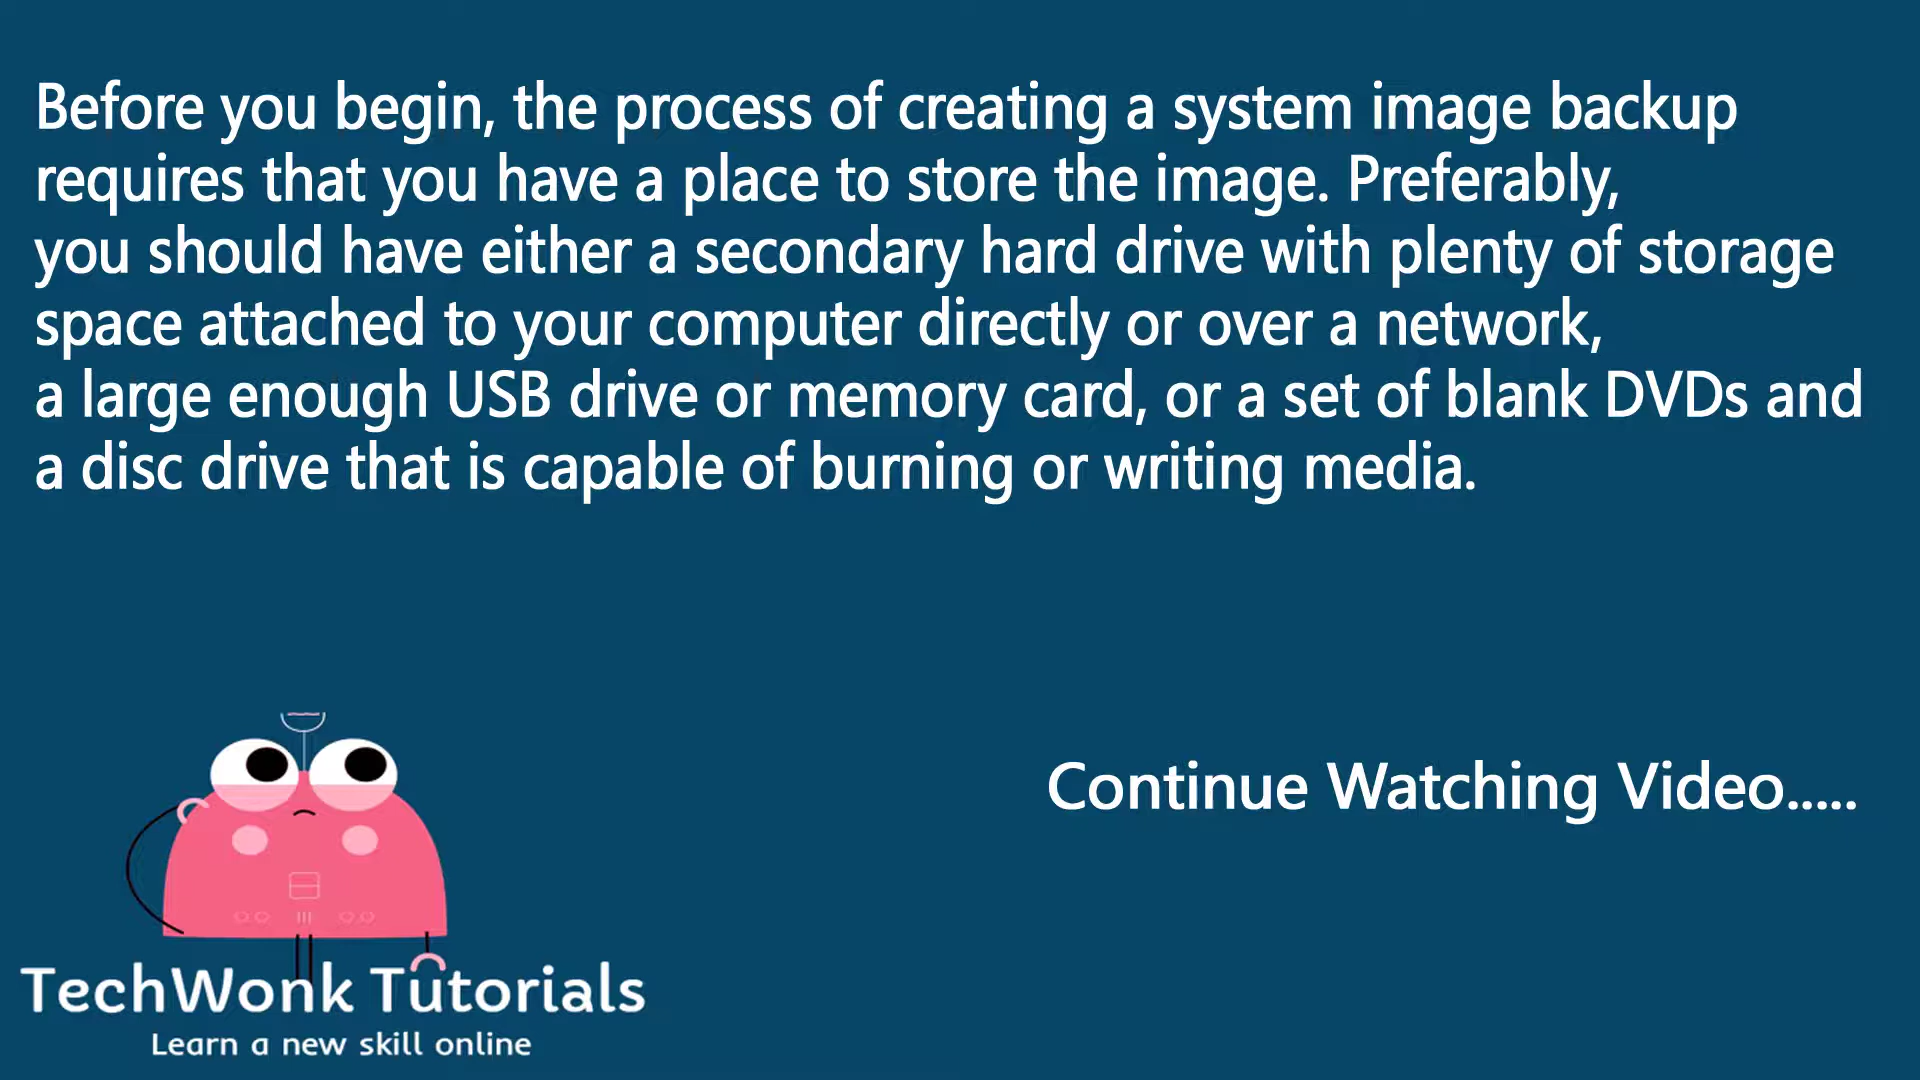 Before you begin, the process of creating a system image backup
requires that you have a place to store the image. Preferably,
you should have either a secondary hard drive with plenty of storage
space attached to your computer directly or over a network,
a large enough USB drive or memory card, or a set of blank DVDs and
a disc drive that is capable of burning or writing media.
Continue Watching Video.....
TechWonk Tutorials
Learn a new skill online